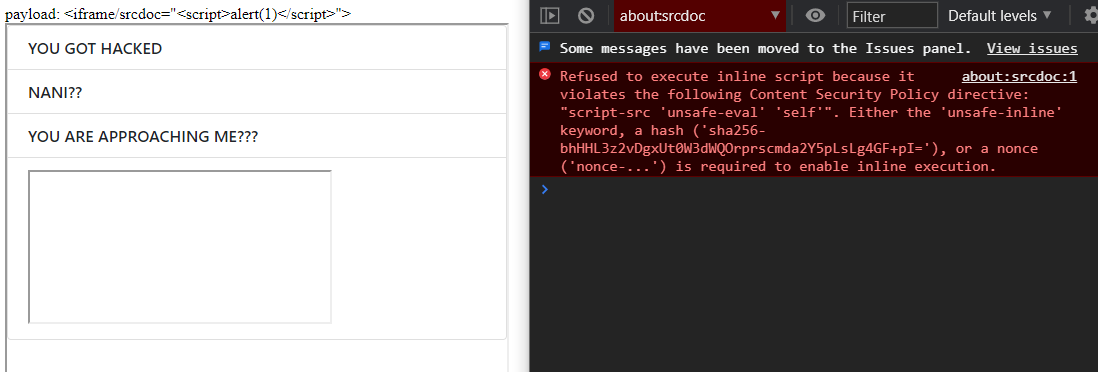 payload: <iframe/srcdoc="<script>alert(1)</script>">
YOU GOT HACKED
NANI??
YOU ARE APPROACHING ME???
about:srcdoc ▼ Filter Default levels ▼
Some messages have been moved to the Issues panel. View issues
Refused to execute inline script because it about:srcdoc:1
violates the following Content Security Policy directive:
"script-src 'unsafe-eval' 'self'". Either the 'unsafe-inline'
keyword, a hash ('sha256-
bhHHL3z2vDgxUt0W3dWQOrprscmda2Y5pLsLg4GF+pI='), or a nonce
('nonce-...') is required to enable inline execution.